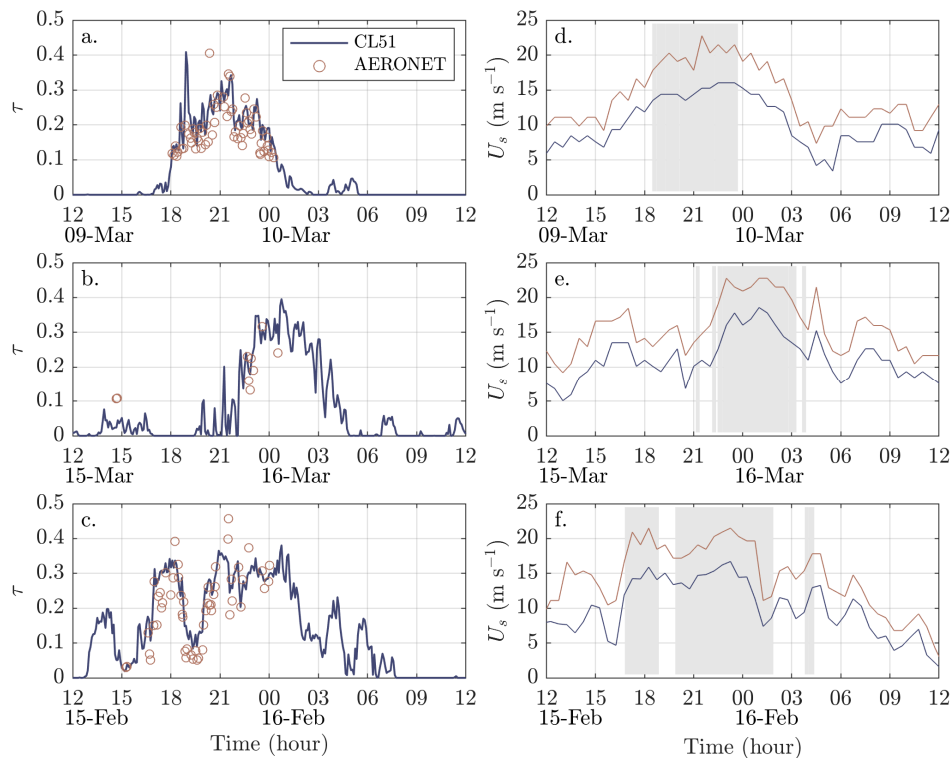 a.
CL51
AERONET
τ
0.5
0.4
0.3
0.2
0.1
0
12 15 18 21 00 03 06 09 12
09-Mar 10-Mar
d.
U_s (m s⁻¹)
25
20
15
10
5
0
12 15 18 21 00 03 06 09 12
09-Mar 10-Mar
b.
τ
0.5
0.4
0.3
0.2
0.1
0
12 15 18 21 00 03 06 09 12
15-Mar 16-Mar
e.
U_s (m s⁻¹)
25
20
15
10
5
0
12 15 18 21 00 03 06 09 12
15-Mar 16-Mar
c.
τ
0.5
0.4
0.3
0.2
0.1
0
12 15 18 21 00 03 06 09 12
15-Feb 16-Feb
Time (hour)
f.
U_s (m s⁻¹)
25
20
15
10
5
0
12 15 18 21 00 03 06 09 12
15-Feb 16-Feb
Time (hour)